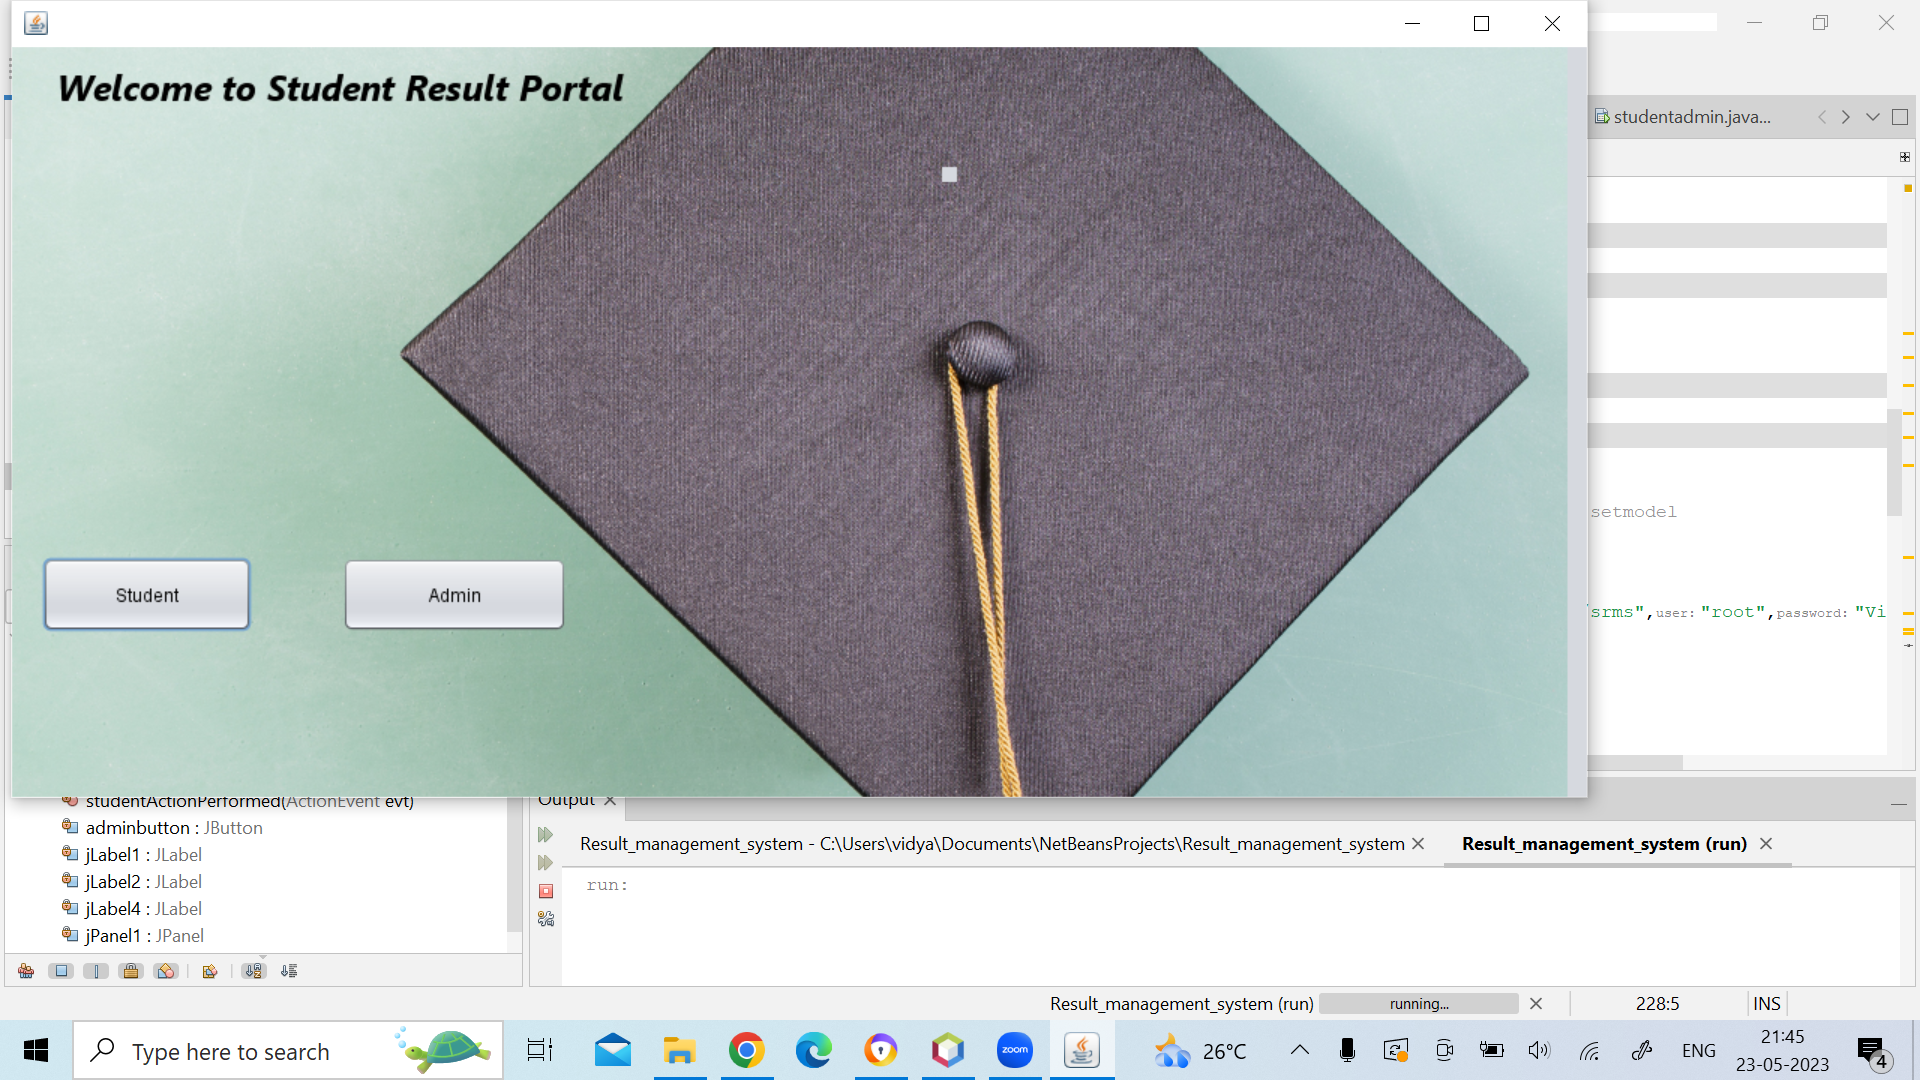 Welcome to Student Result Portal
studentadmin.java...
setmodel
srms",user: "root",password: "Vi
Student
Admin
studentActionPerformed(ActionEvent evt)
adminbutton : JButton
jLabel1 : JLabel
jLabel2 : JLabel
jLabel4 : JLabel
jPanel1 : JPanel
Output
Result_management_system - C:\Users\vidya\Documents\NetBeansProjects\Result_management_system
Result_management_system (run)
run:
Result_management_system (run)
running...
228:5
INS
Type here to search
zoom
26°C
ENG
21:45
23-05-2023
4